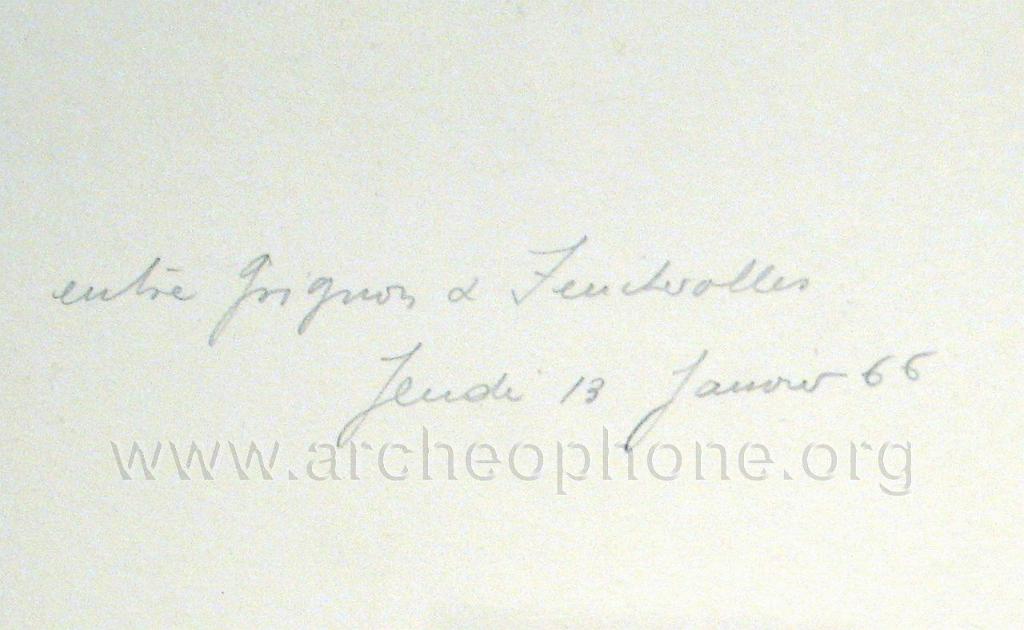 entre Grignon & Feucherolles
Jeudi 13 Janvier 66
www.archeophone.org